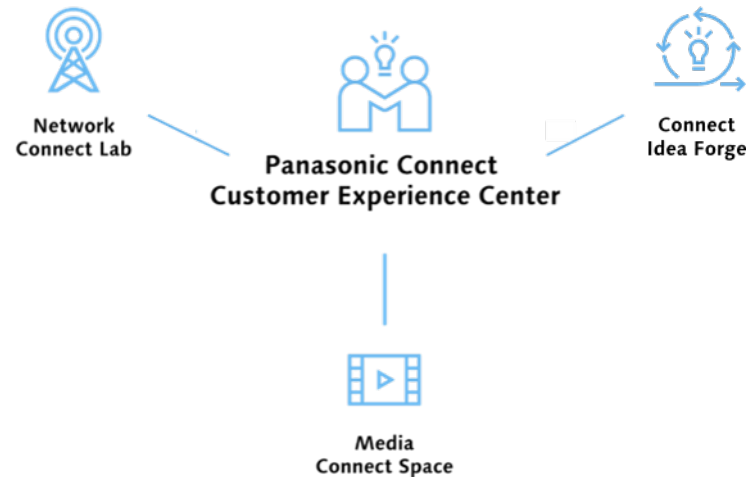 Network
Connect Lab
Panasonic Connect
Customer Experience Center
Connect
Idea Forge
Media
Connect Space